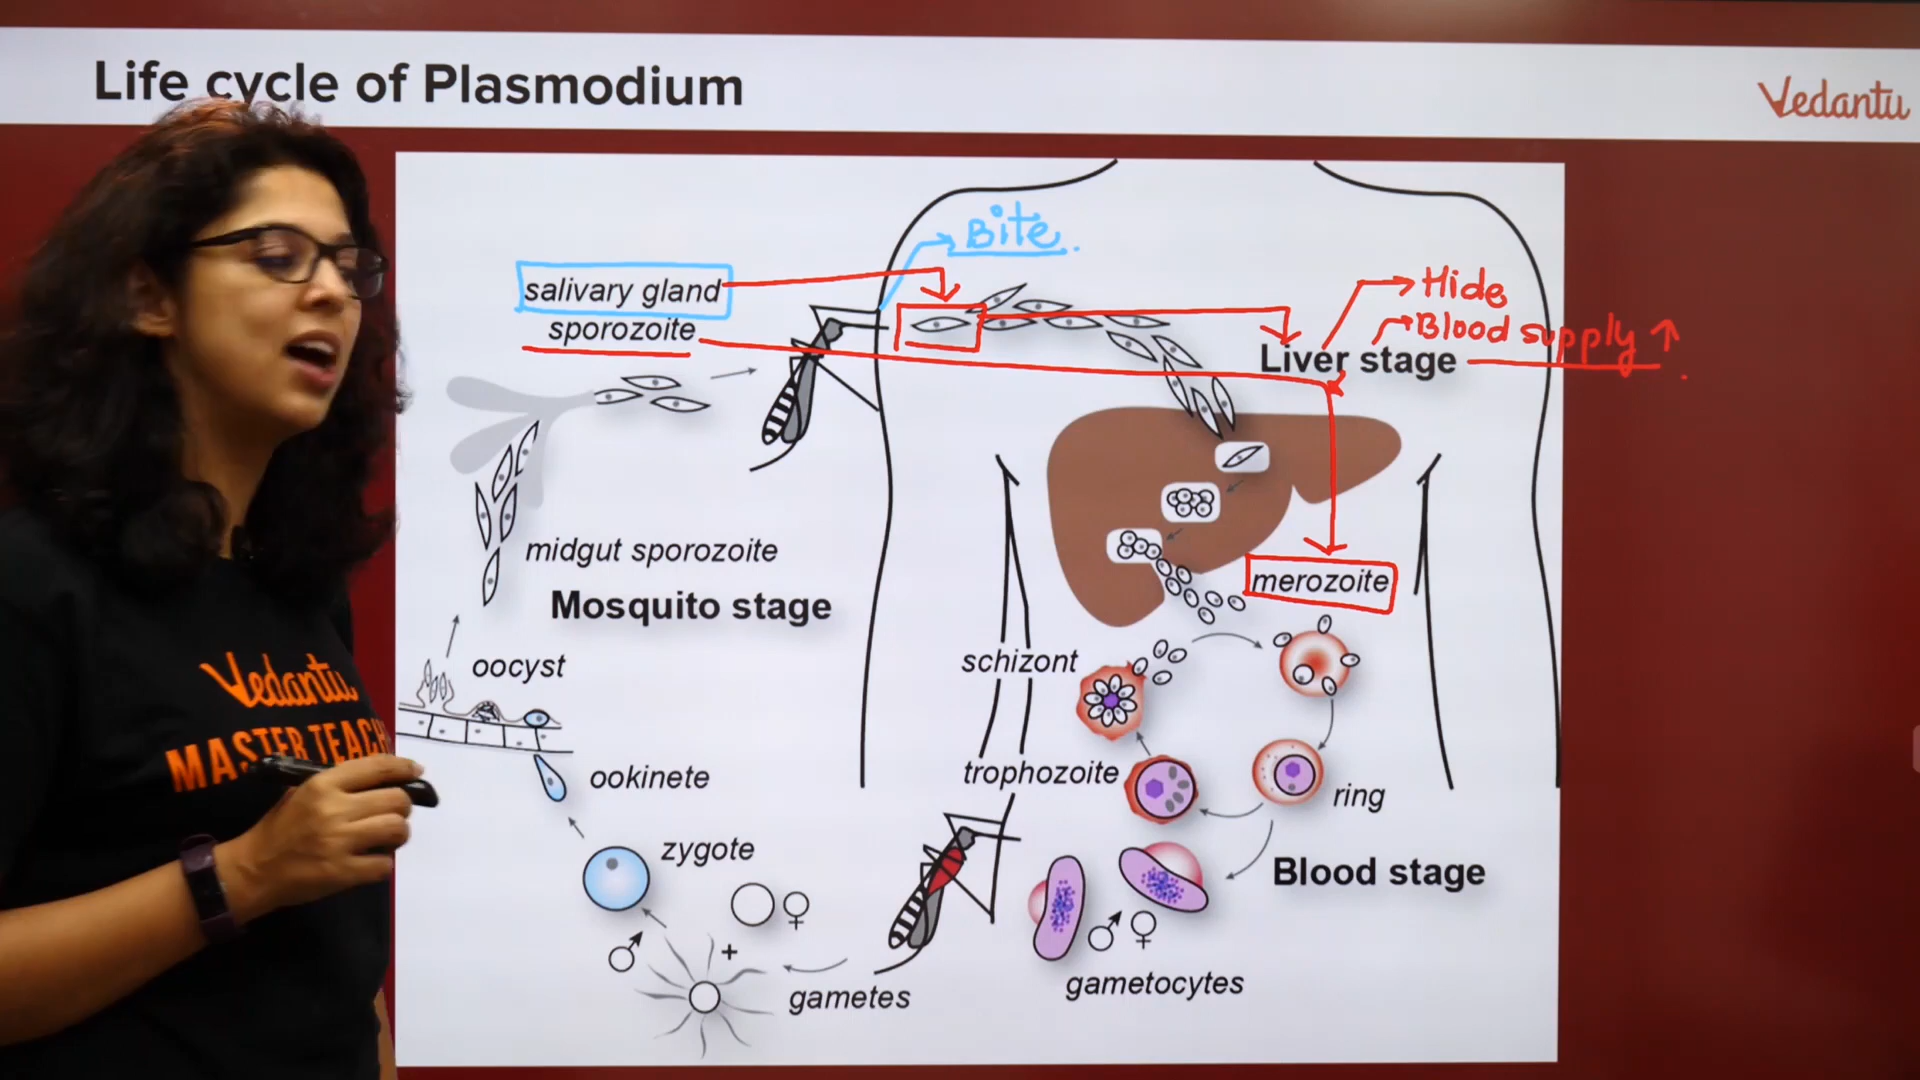 Life cycle of Plasmodium
Vedantu
Bite.
salivary gland
sporozoite
Hide
Blood supply ↑
Liver stage
midgut sporozoite
Mosquito stage
merozoite
oocyst
schizont
Vedantu
MASTER TEACH
ookinete
trophozoite
ring
zygote
♀
Blood stage
♂
+
♂ ♀
gametes
gametocytes